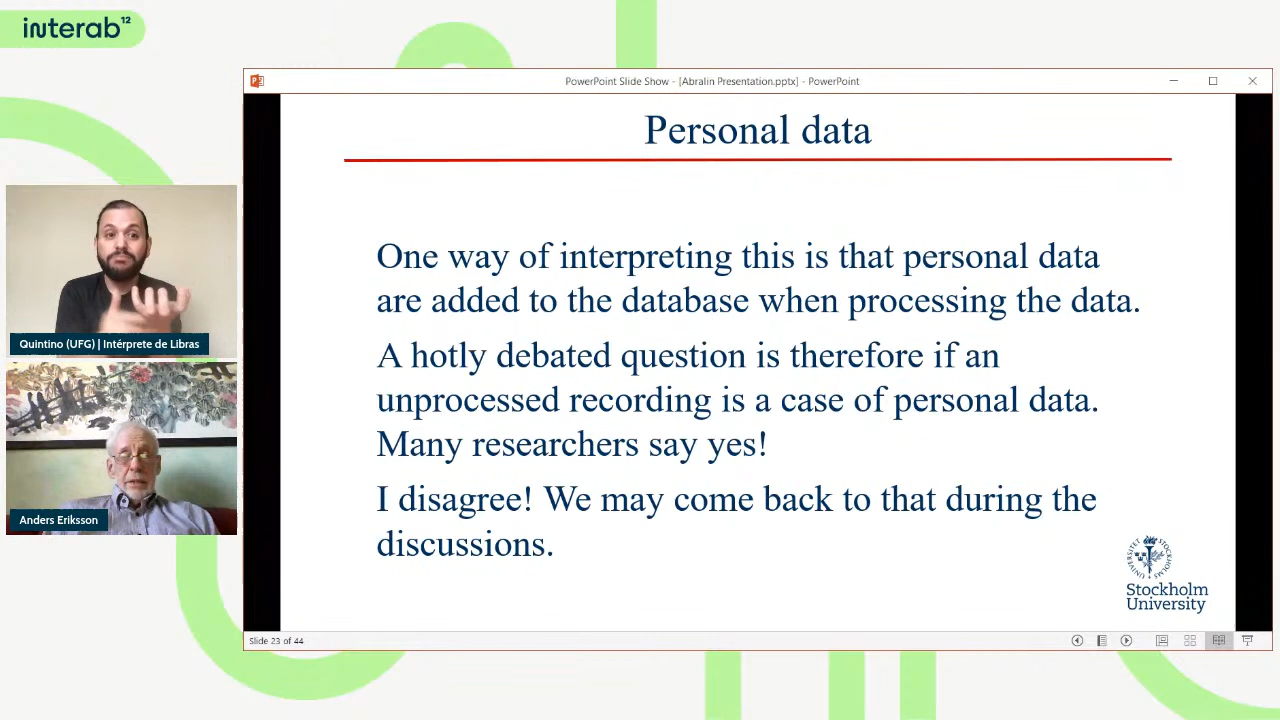 interab¹²
PowerPoint Slide Show - [Abralin Presentation.pptx] - PowerPoint
Personal data
One way of interpreting this is that personal data
are added to the database when processing the data.
A hotly debated question is therefore if an
unprocessed recording is a case of personal data.
Many researchers say yes!
I disagree! We may come back to that during the
discussions.
Stockholm
University
Slide 23 of 44
Quintino (UFG) | Intérprete de Libras
Anders Eriksson